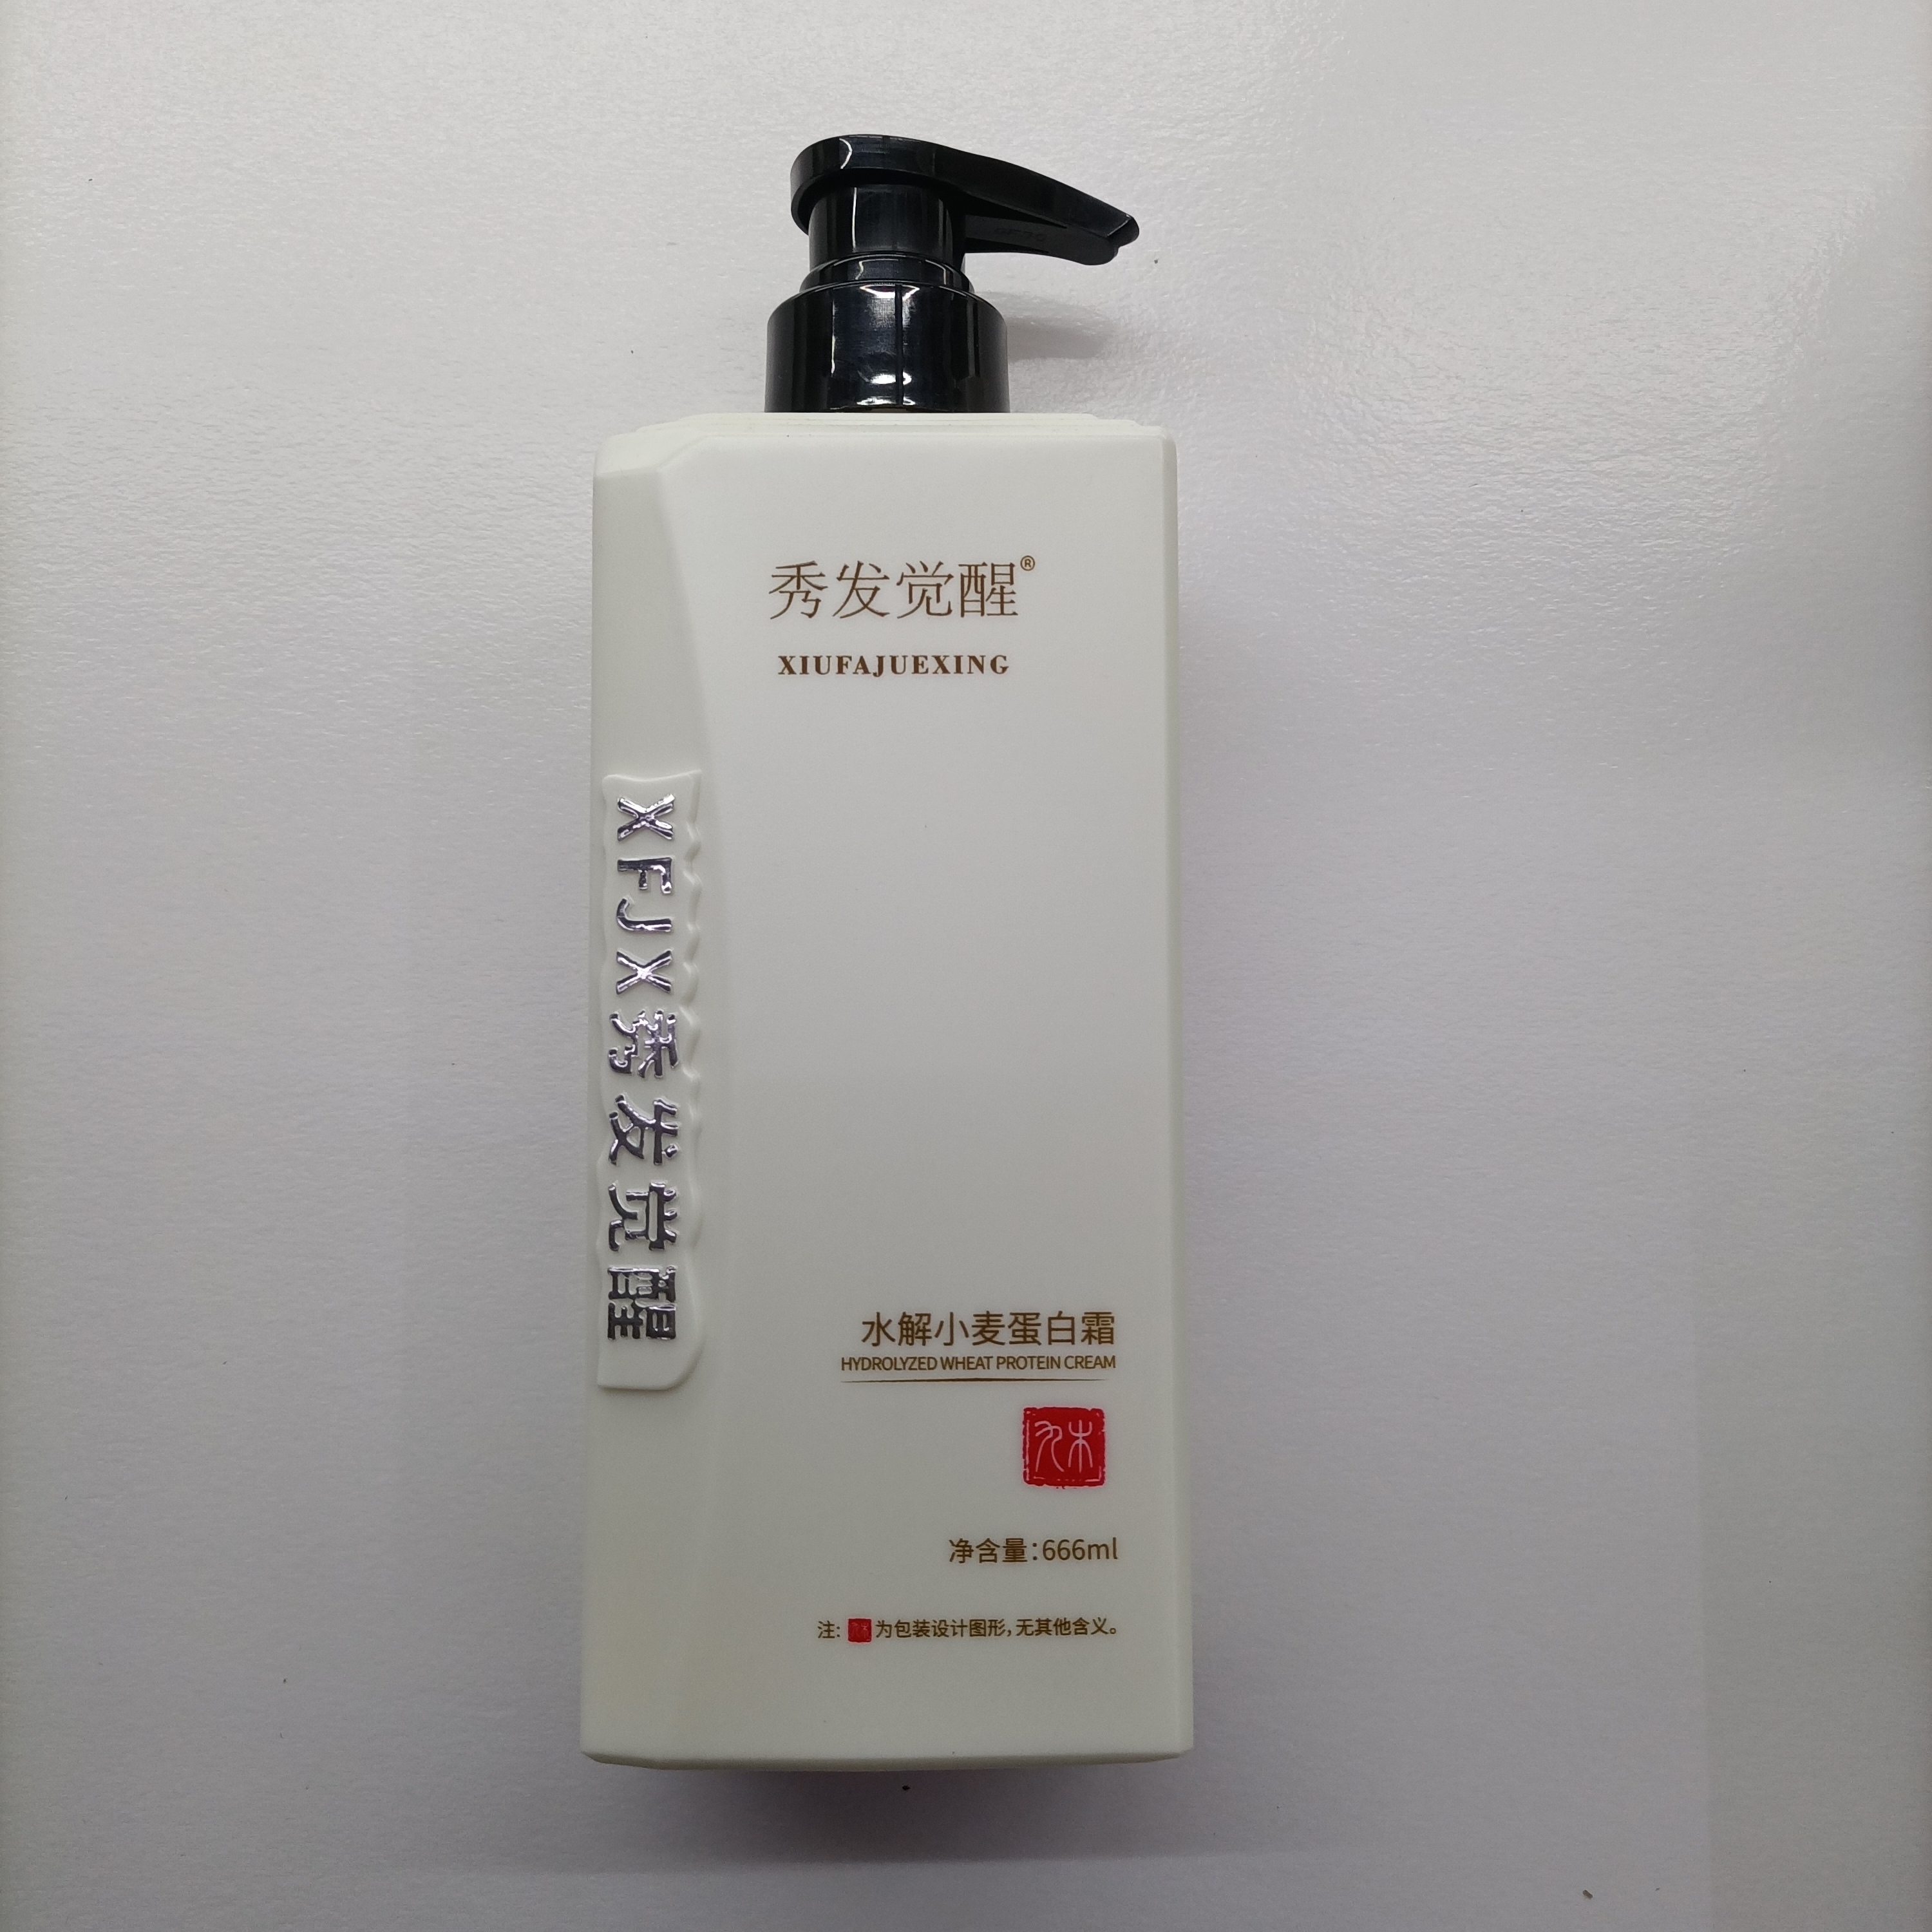 秀发觉醒®
XIUFAJUEXING
XFJX秀发觉醒
水解小麦蛋白霜
HYDROLYZED WHEAT PROTEIN CREAM
净含量:666ml
注: 为包装设计图形,无其他含义。